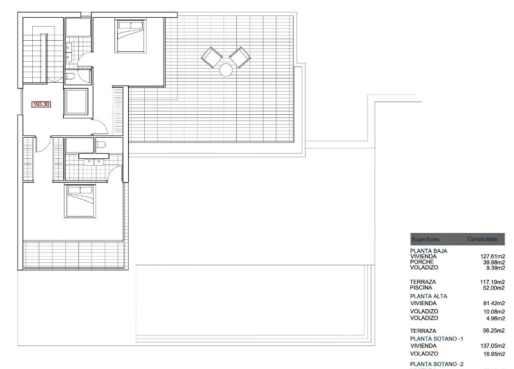 193.30
Superficies Construidas
PLANTA BAJA
VIVIENDA 127.61m2
PORCHE 39.98m2
VOLADIZO 9.39m2
TERRAZA 117.19m2
PISCINA 52.00m2
PLANTA ALTA
VIVIENDA 91.42m2
VOLADIZO 10.08m2
VOLADIZO 4.98m2
TERRAZA 56.25m2
PLANTA SOTANO -1
VIVIENDA 137.05m2
VOLADIZO 16.95m2
PLANTA SOTANO -2